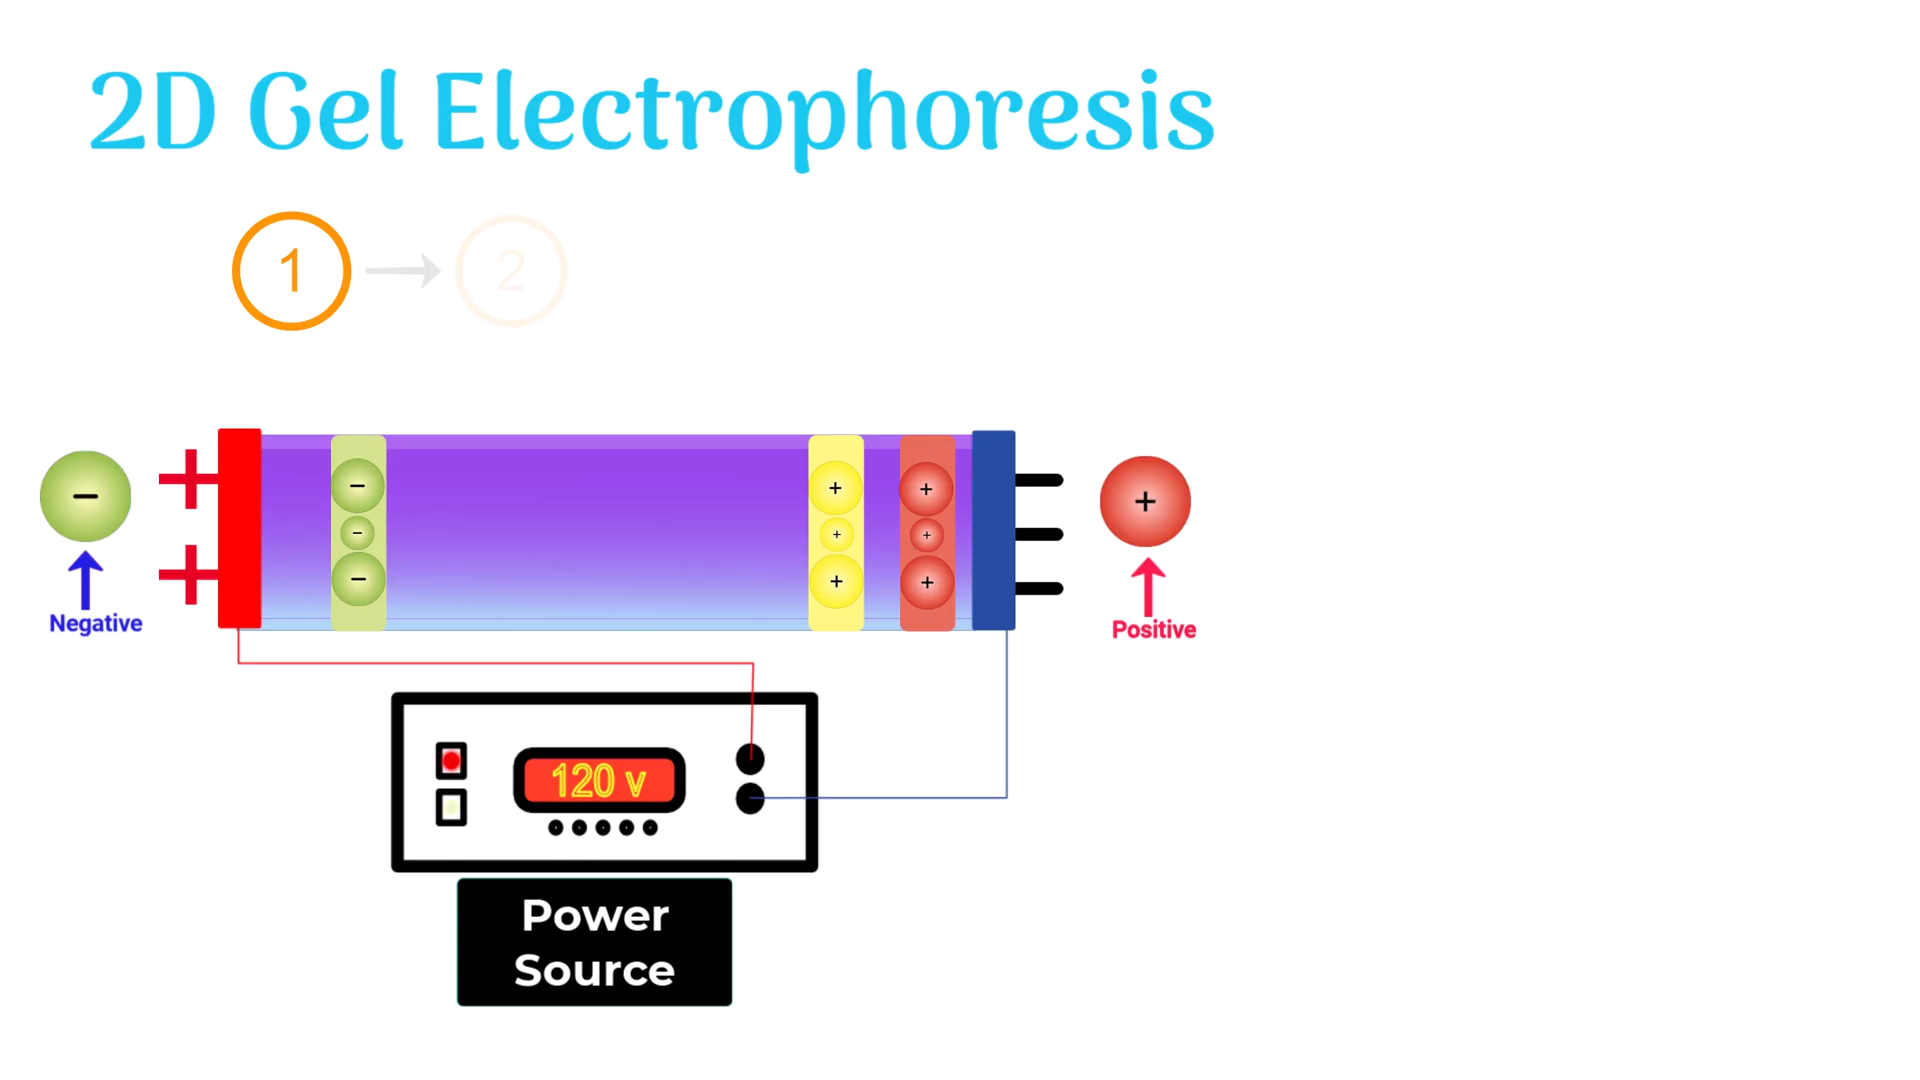 2D Gel Electrophoresis
1
2
− + + +
− + +
− + +
− + +
Negative
Positive
120 v
Power
Source